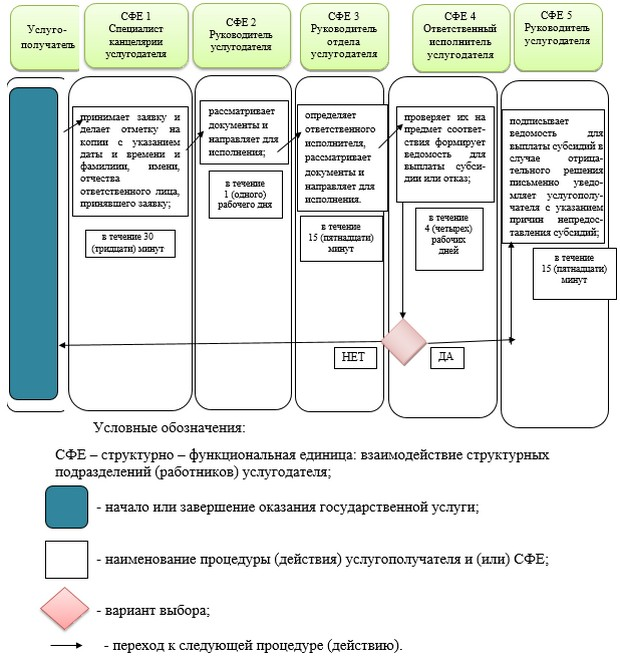 Услуго-
получатель
СФЕ 1
Специалист
канцелярии
услугодателя
СФЕ 2
Руководитель
услугодателя
СФЕ 3
Руководитель
отдела
услугодателя
СФЕ 4
Ответственный
исполнитель
услугодателя
СФЕ 5
Руководитель
услугодателя
принимает заявку и
делает отметку на
копии с указанием
даты и времени и
фамилиии, имени,
отчества
ответственного лица,
принявшего заявку;
в течение 30
(тридцати) минут
рассматривает
документы и
направляет для
исполнения;
в течение
1 (одного)
рабочего дня
определяет
ответственного
исполнителя,
рассматривает
документы и
направляет для
исполнения.
в течение
15 (пятнадцати)
минут
проверяет их на
предмет соответ-
ствия формирует
ведомость для
выплаты субси-
дии или отказ;
в течение
4 (четырех)
рабочих
дней
подписывает
ведомость для
выплаты субсидий в
случае отрица-
тельного решения
письменно уведо-
мляет услугополу-
чателя с указанием
причин непредос-
тавления субсидий;
в течение
15 (пятнадцати)
минут
НЕТ
ДА
Условные обозначения:
СФЕ – структурно – функциональная единица: взаимодействие структурных
подразделений (работников) услугодателя;
- начало или завершение оказания государственной услуги;
- наименование процедуры (действия) услугополучателя и (или) СФЕ;
- вариант выбора;
- переход к следующей процедуре (действию).